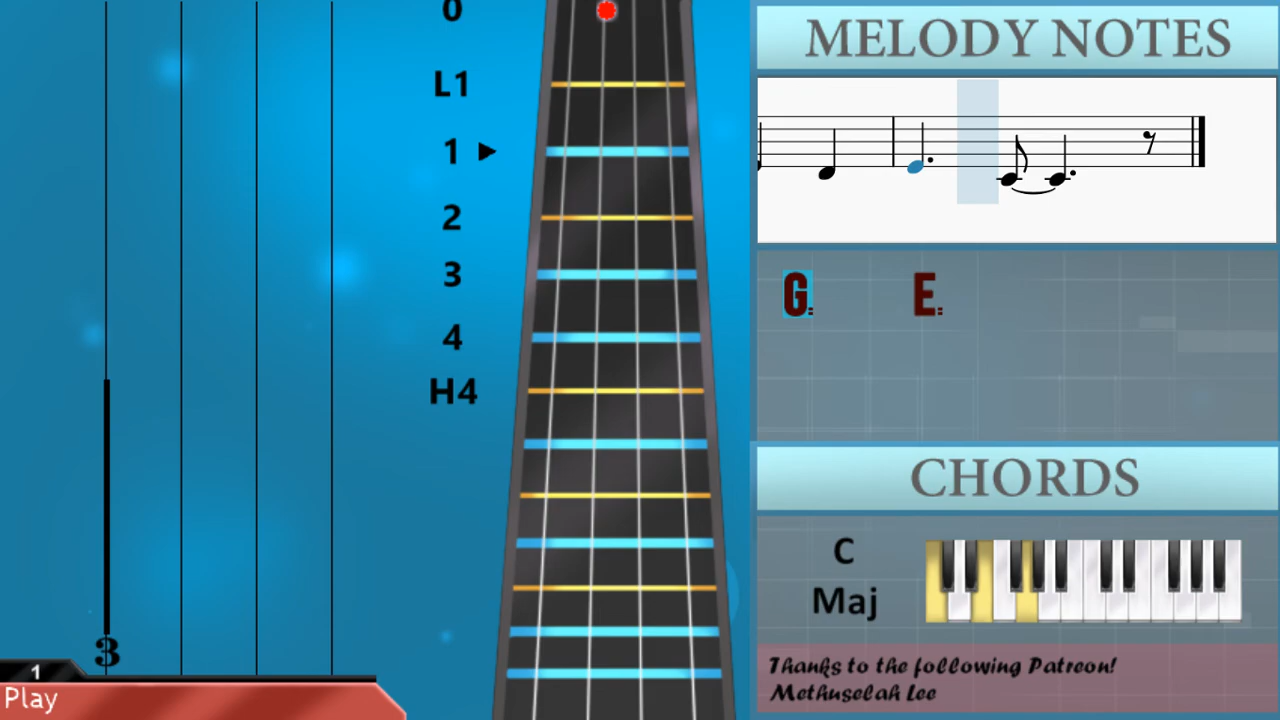 0
L1
1
2
3
4
H4
3
1
Play
MELODY NOTES
G.
E.
CHORDS
C
Maj
Thanks to the following Patreon!
Methuselah Lee